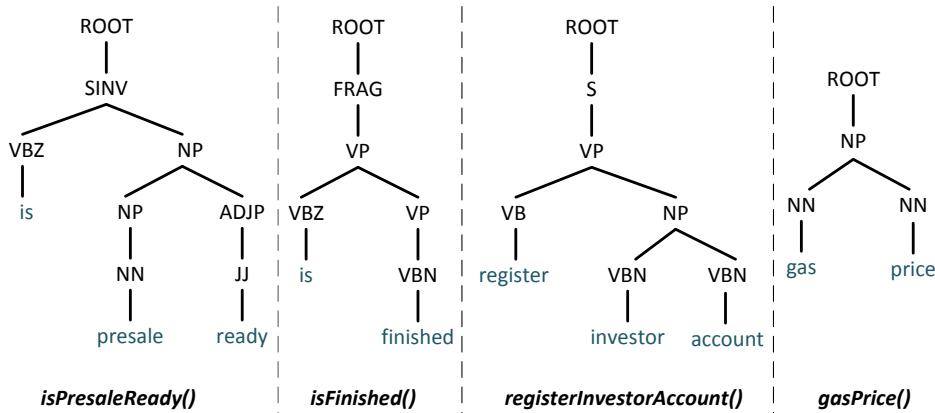 ROOT
SINV
VBZ NP
is NP ADJP
NN JJ
presale ready
isPresaleReady()
ROOT
FRAG
VP
VBZ VP
is VBN
finished
isFinished()
ROOT
S
VP
VB NP
register VBN VBN
investor account
registerInvestorAccount()
ROOT
NP
NN NN
gas price
gasPrice()